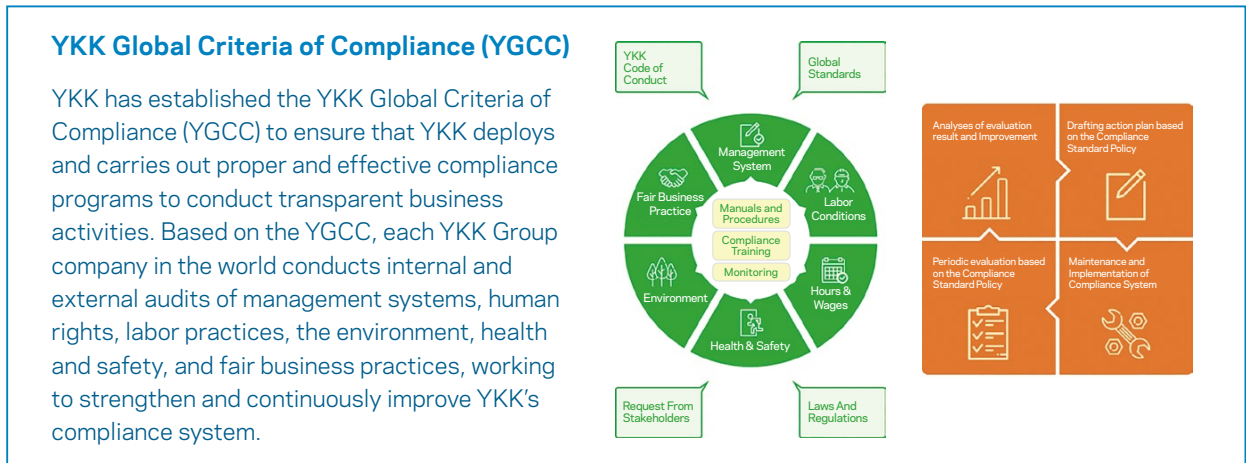 YKK Global Criteria of Compliance (YGCC)
YKK has established the YKK Global Criteria of
Compliance (YGCC) to ensure that YKK deploys
and carries out proper and effective compliance
programs to conduct transparent business
activities. Based on the YGCC, each YKK Group
company in the world conducts internal and
external audits of management systems, human
rights, labor practices, the environment, health
and safety, and fair business practices, working
to strengthen and continuously improve YKK's
compliance system.
YKK
Code of
Conduct
Global
Standards
Management
System
Fair Business
Practice
Labor
Conditions
Manuals and
Procedures
Compliance
Training
Monitoring
Environment
Hours &
Wages
Health & Safety
Request From
Stakeholders
Laws And
Regulations
Analyses of evaluation
result and Improvement
Drafting action plan based
on the Compliance
Standard Policy
Periodic evaluation based
on the Compliance
Standard Policy
Maintenance and
Implementation of
Compliance System